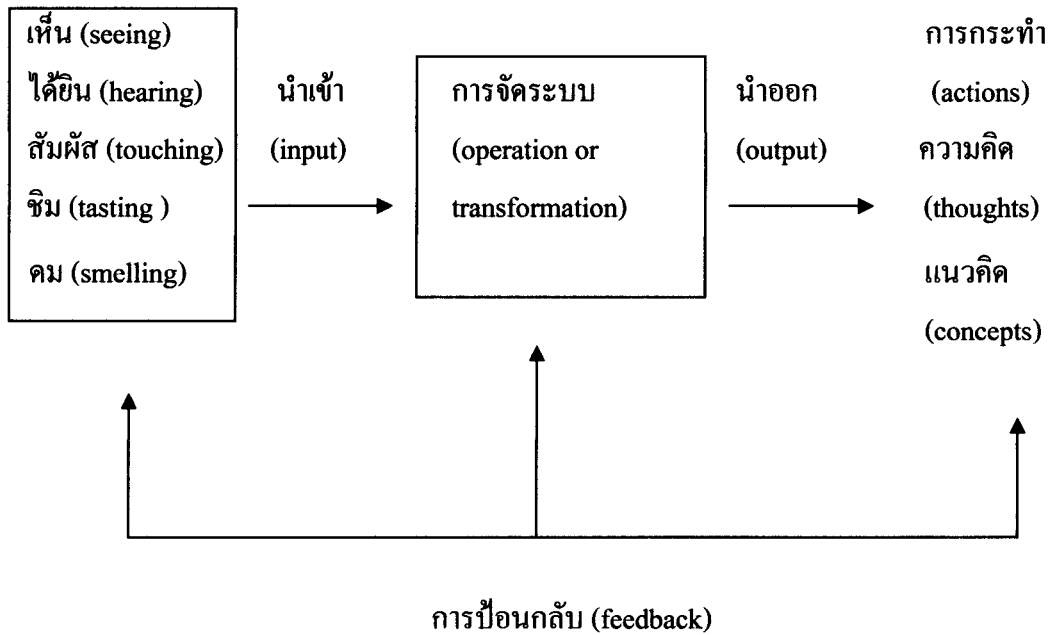 เห็น (seeing)
ได้ยิน (hearing)
สัมผัส (touching)
ชิม (tasting )
คม (smelling)
นำเข้า
(input)
การจัดระบบ
(operation or
transformation)
นำออก
(output)
การกระทำ
(actions)
ความคิด
(thoughts)
แนวคิด
(concepts)
การป้อนกลับ (feedback)